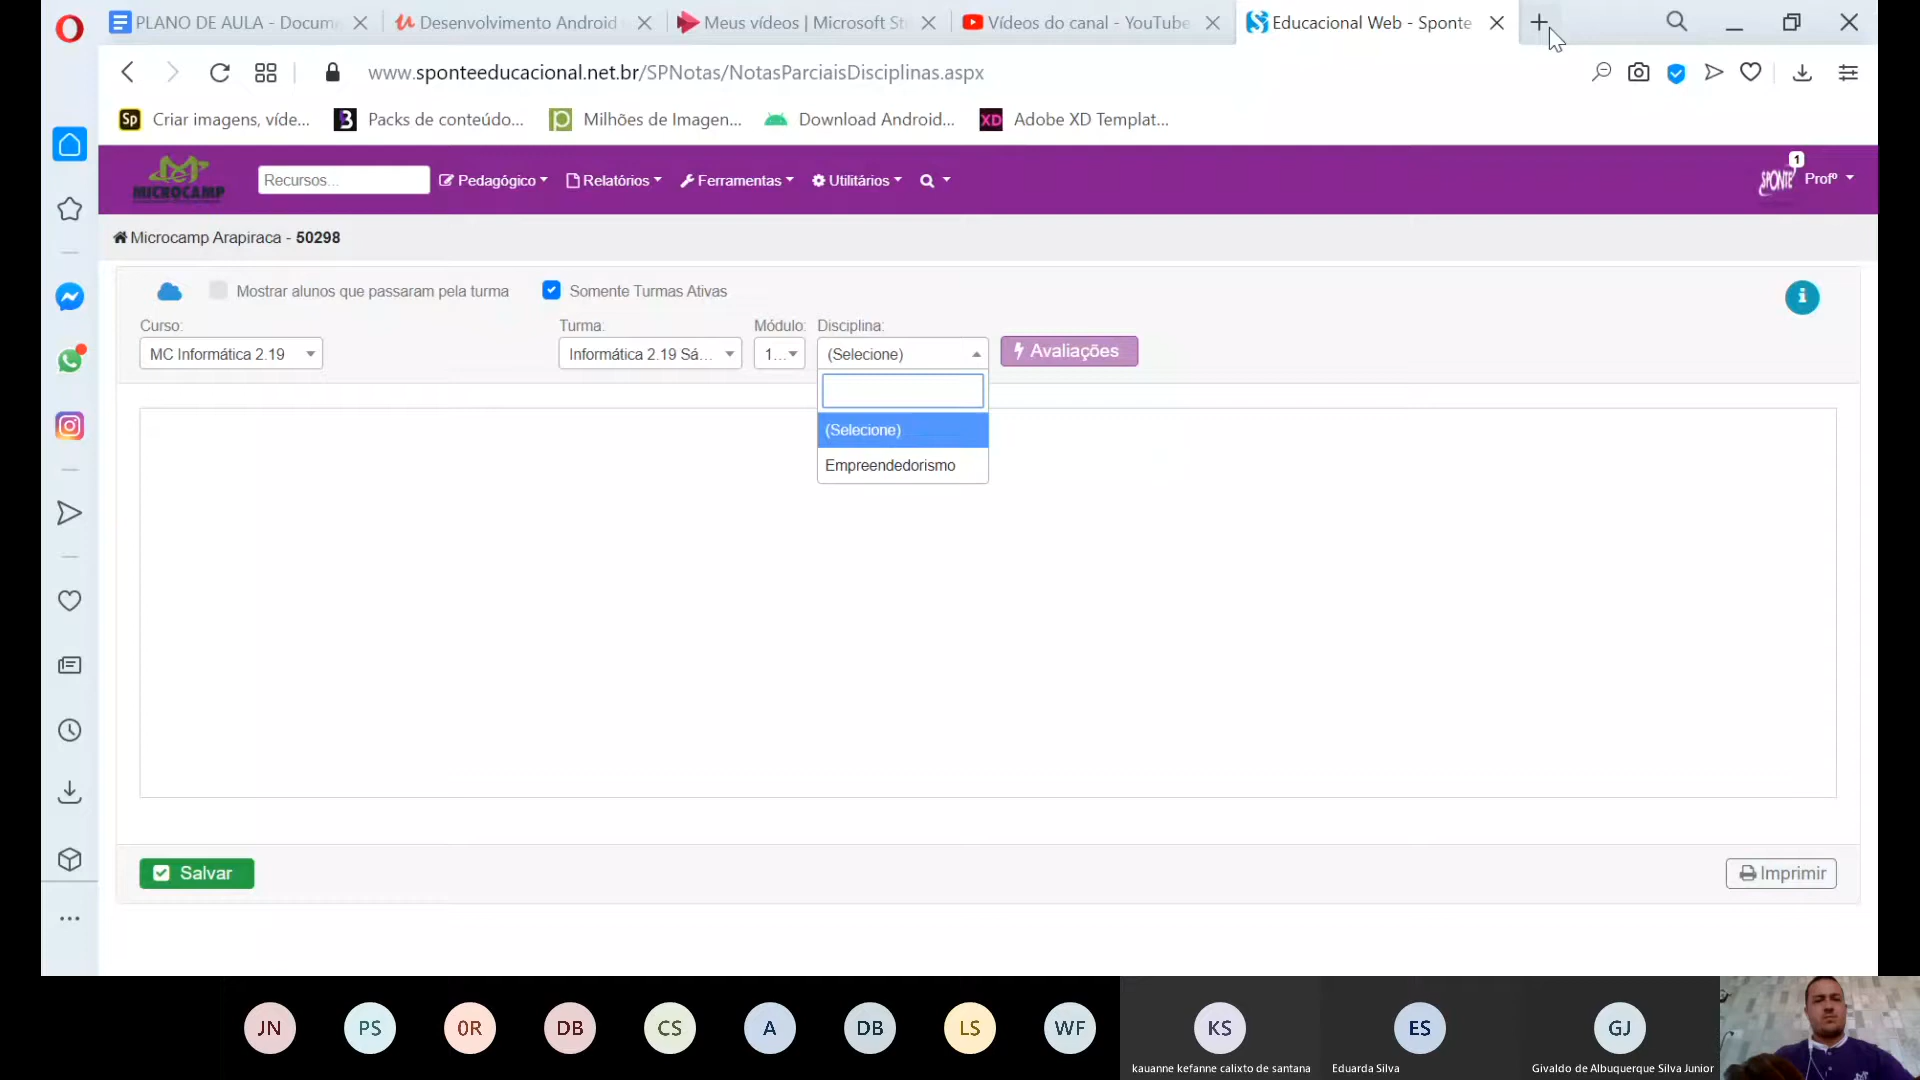 PLANO DE AULA - Docum
Desenvolvimento Android
Meus vídeos | Microsoft St
Vídeos do canal - YouTube
Educacional Web - Sponte
www.sponteeducacional.net.br/SPNotas/NotasParciaisDisciplinas.aspx
Sp Criar imagens, víde...
Packs de conteúdo...
Milhões de Imagen...
Download Android...
XD Adobe XD Templat...
MICROCAMP
Recursos...
Pedagógico
Relatórios
Ferramentas
Utilitários
SPONTE
1
Profº
Microcamp Arapiraca - 50298
Mostrar alunos que passaram pela turma
Somente Turmas Ativas
Curso:
Turma:
Módulo:
Disciplina:
MC Informática 2.19
Informática 2.19 Sá...
1...
(Selecione)
Avaliações
(Selecione)
Empreendedorismo
Salvar
Imprimir
JN
PS
0R
DB
CS
A
DB
LS
WF
KS
ES
GJ
kauanne kefanne calixto de santana
Eduarda Silva
Givaldo de Albuquerque Silva Junior